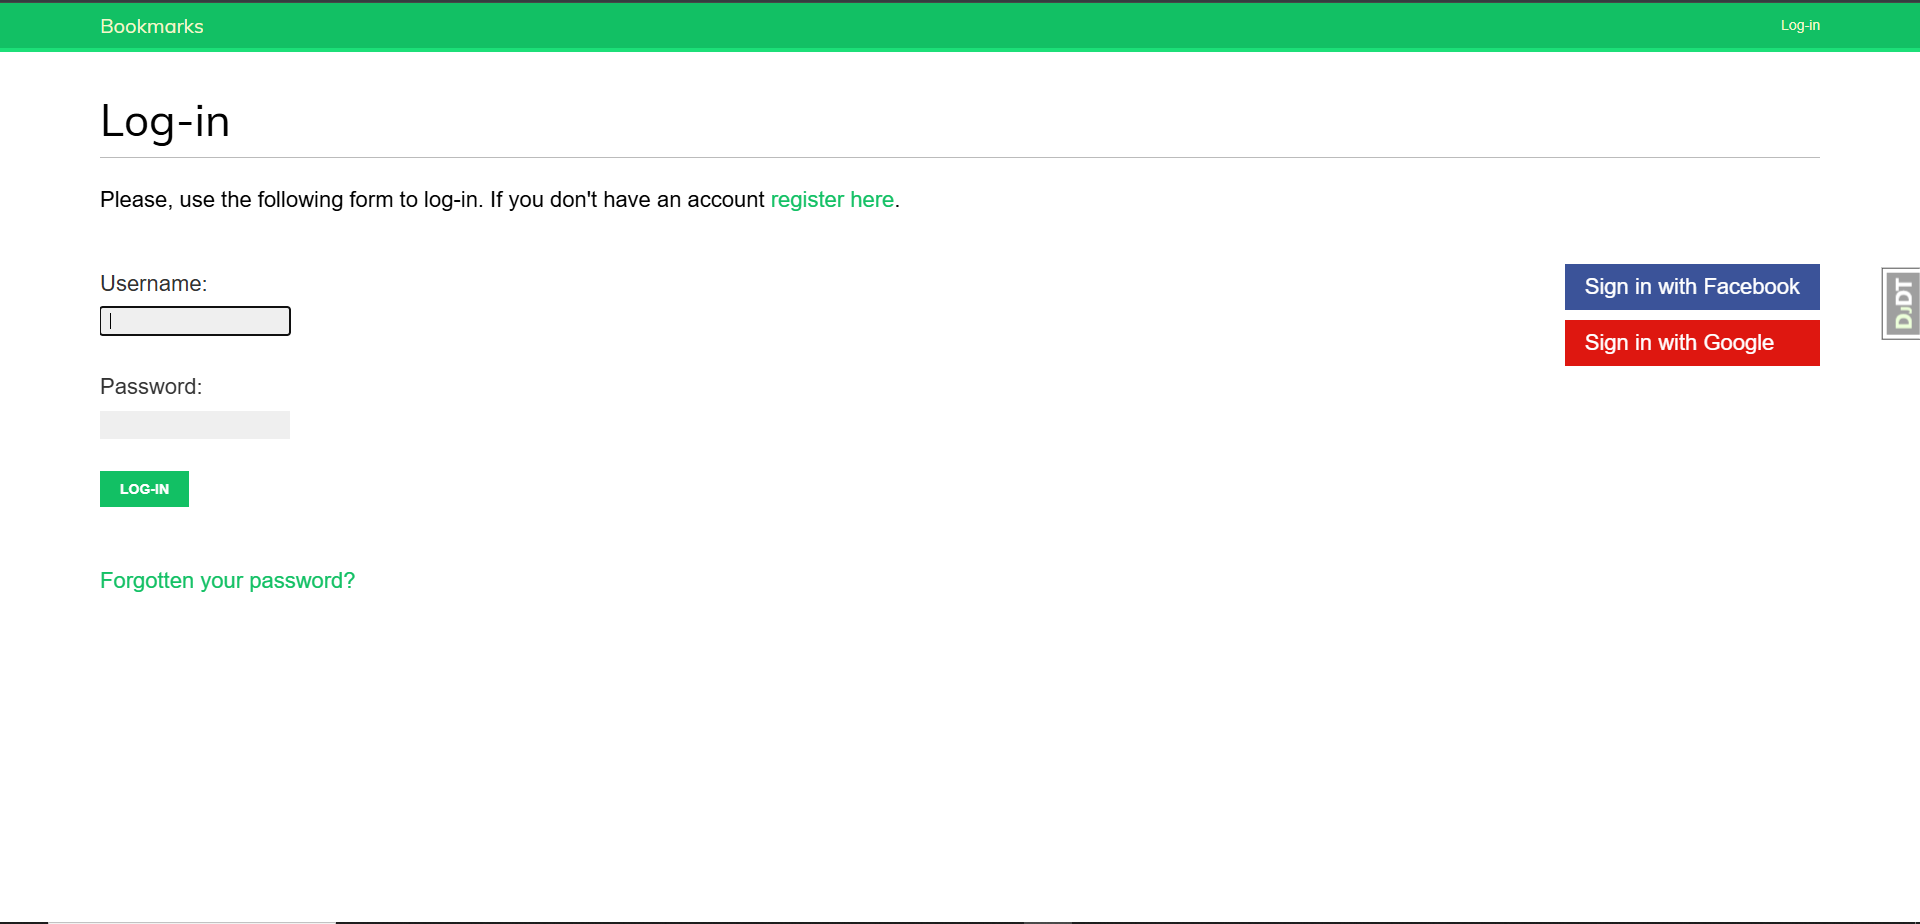 Bookmarks
Log-in
Log-in
Please, use the following form to log-in. If you don't have an account register here.
Username:
Sign in with Facebook
Sign in with Google
DJDT
Password:
LOG-IN
Forgotten your password?